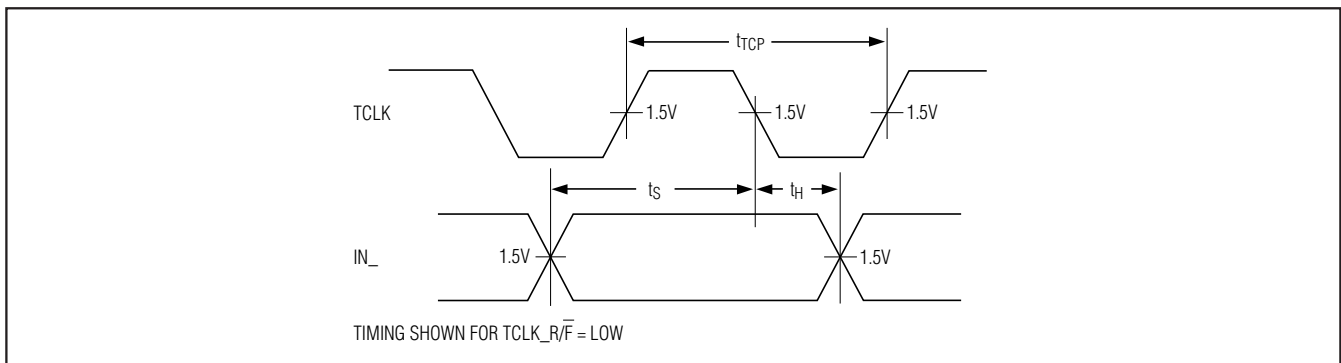 tTCP
TCLK
1.5V
1.5V
1.5V
tS
tH
IN_
1.5V
1.5V
TIMING SHOWN FOR TCLK_R/F̅ = LOW